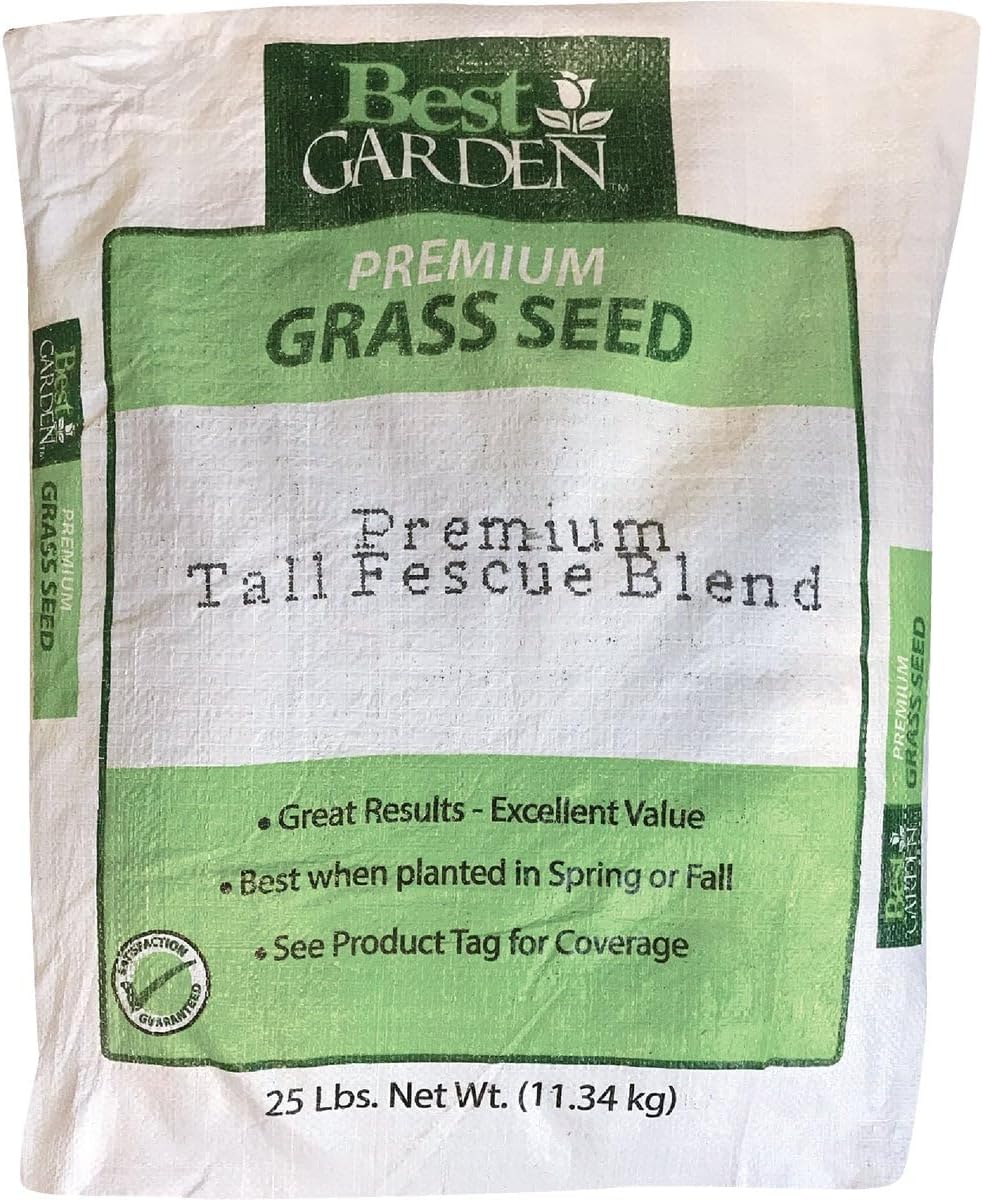 Best
GARDEN™
PREMIUM
GRASS SEED
Premium
Tall Fescue Blend
• Great Results - Excellent Value
• Best when planted in Spring or Fall
• See Product Tag for Coverage
SATISFACTION
GUARANTEED
25 Lbs. Net Wt. (11.34 kg)
Best
GARDEN™
PREMIUM
GRASS SEED
Best
GARDEN
PREMIUM
GRASS SEED